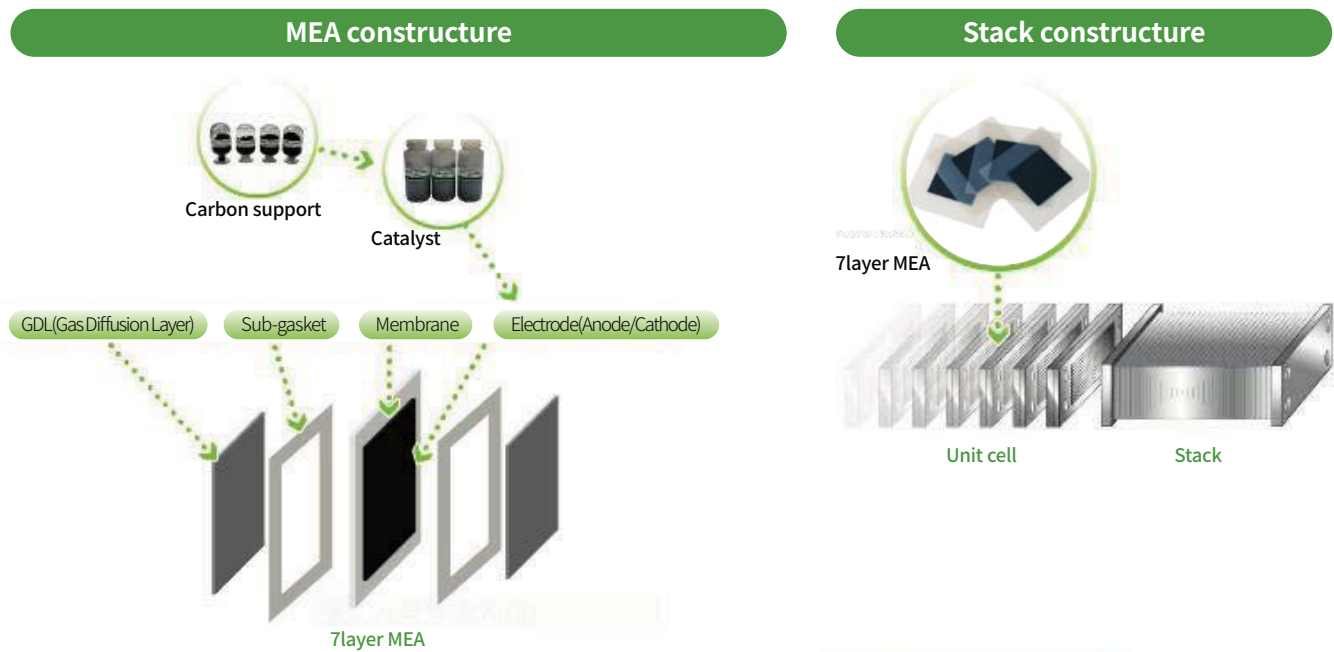 MEA constructure
Stack constructure
Carbon support
Catalyst
7layer MEA
GDL(Gas Diffusion Layer)
Sub-gasket
Membrane
Electrode(Anode/Cathode)
Unit cell
Stack
7layer MEA